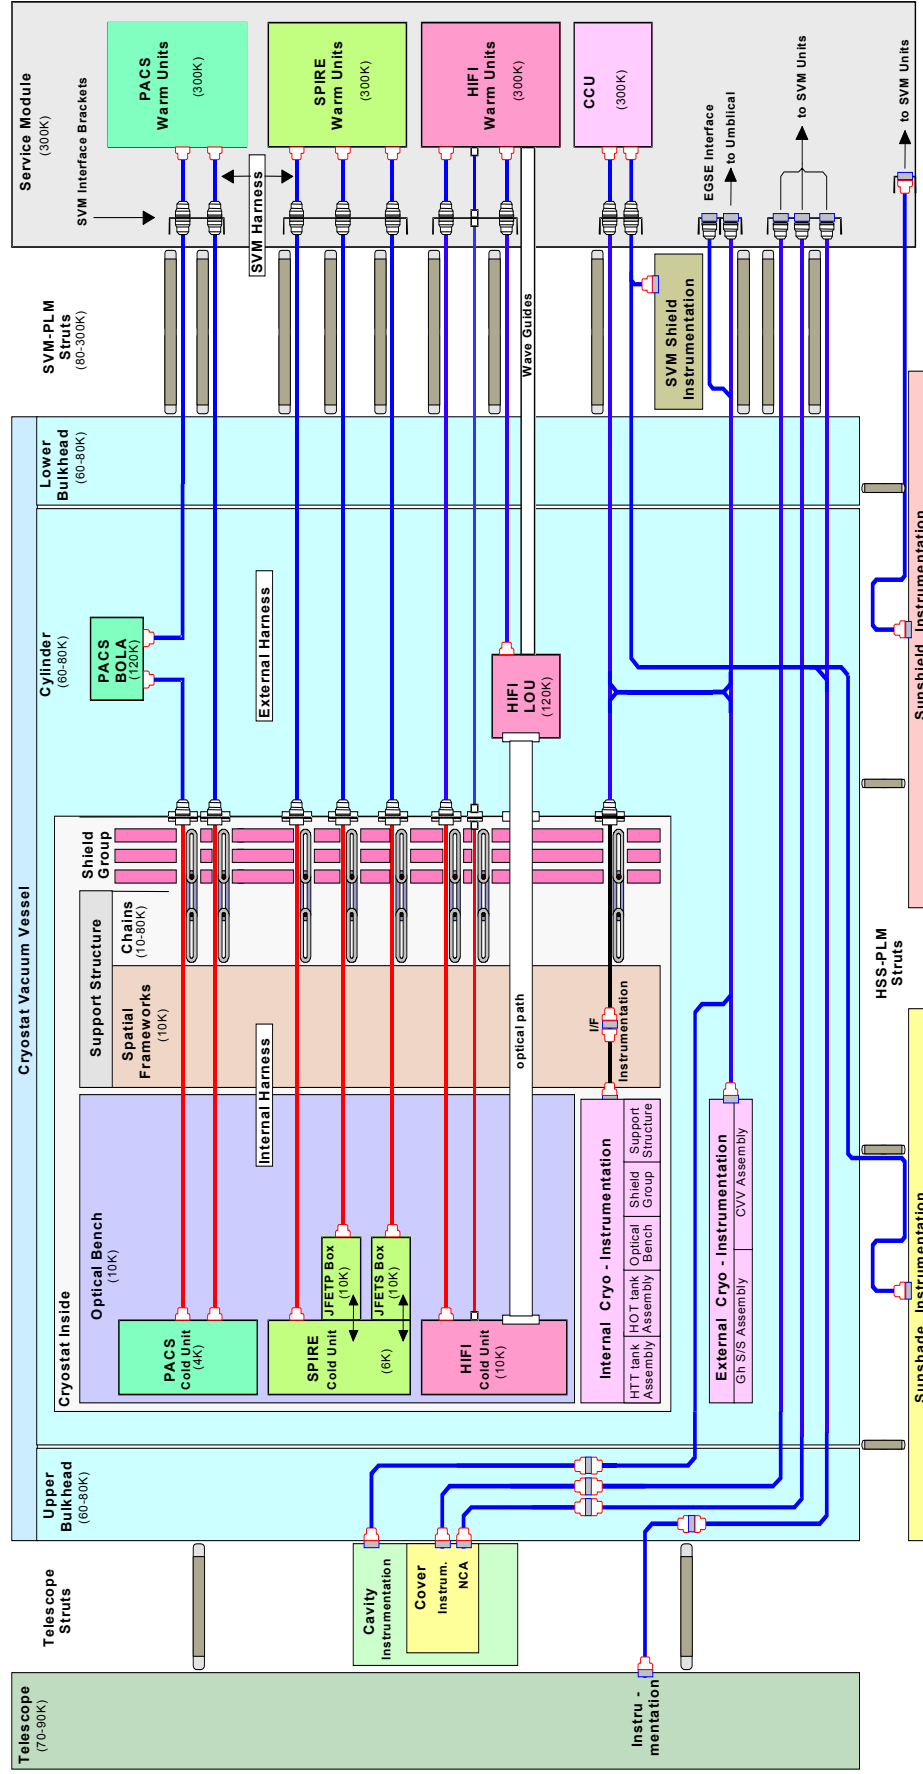 Service Module
(300K)
SVM Interface Brackets
PACS
Warm Units
(300K)
SPIRE
Warm Units
(300K)
HIFI
Warm Units
(300K)
CCU
(300K)
EGSE Interface
to Umblical
to SVM Units
to SVM Units
SVM Harness
SVM-PLM
Struts
(80-300K)
Wave Guides
SVM Shield
Instrumentation
Cryostat Vacuum Vessel
Lower
Bulkhead
(60-80K)
Cylinder
(60-80K)
PACS
BOLA
(120K)
External Harness
HIFI
LOU
(120K)
Sunshield Instrumentation
Shield
Group
Support Structure
Chains
(10-80K)
Spatial
Frameworks
(10K)
Internal Harness
optical path
I/F
Instrumentation
HSS-PLM
Struts
Cryostat Inside
Optical Bench
(10K)
PACS
Cold Unit
(4K)
SPIRE
Cold Unit
(6K)
JFETP Box
(10K)
JFETS Box
(10K)
HIFI
Cold Unit
(10K)
Internal Cryo - Instrumentation
HTT tank
Assembly
HOT tank
Assembly
Optical
Bench
Shield
Group
Support
Structure
External Cryo - Instrumentation
Gh S/S Assembly
CVV Assembly
Sunshade Instrumentation
Upper
Bulkhead
(60-80K)
Telescope
Struts
Cavity
Instrumentation
Cover
Instrum.
NCA
Telescope
(70-90K)
Instru -
mentation